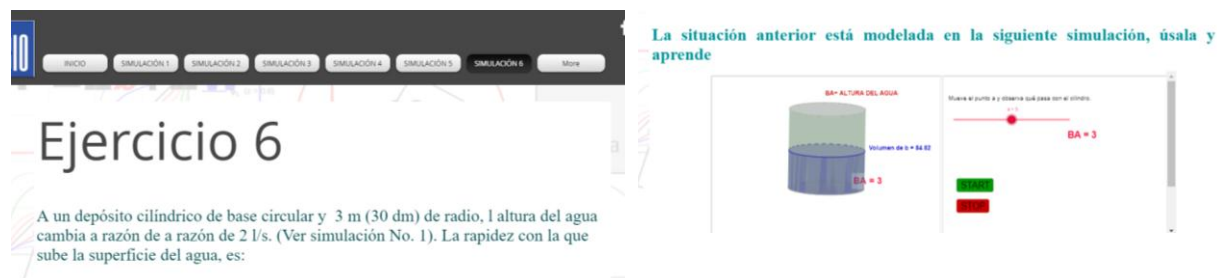 INICIO
SIMULACIÓN 1
SIMULACIÓN 2
SIMULACIÓN 3
SIMULACIÓN 4
SIMULACIÓN 5
SIMULACIÓN 6
More
Ejercicio 6
A un depósito cilíndrico de base circular y 3 m (30 dm) de radio, l altura del agua
cambia a razón de a razón de 2 l/s. (Ver simulación No. 1). La rapidez con la que
sube la superficie del agua, es:
La situación anterior está modelada en la siguiente simulación, úsala y
aprende
BA= ALTURA DEL AGUA
Volumen de b = 84.82
BA = 3
Mueve el punto a y observa qué pasa con el cilindro.
BA = 3
START
STOP